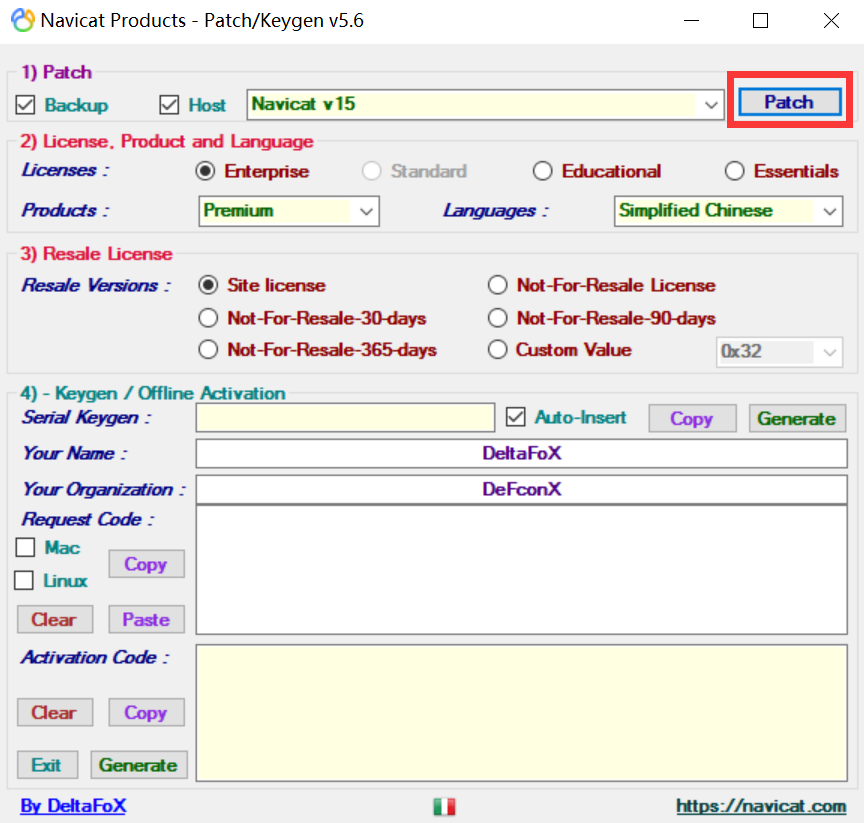 Navicat Products - Patch/Keygen v5.6
1) Patch
Backup Host Navicat v15 Patch
2) License, Product and Language
Licenses : Enterprise Standard Educational Essentials
Products : Premium Languages : Simplified Chinese
3) Resale License
Resale Versions : Site license Not-For-Resale License
Not-For-Resale-30-days Not-For-Resale-90-days
Not-For-Resale-365-days Custom Value 0x32
4) - Keygen / Offline Activation
Serial Keygen : Auto-Insert Copy Generate
Your Name : DeltaFoX
Your Organization : DeFconX
Request Code :
Mac
Copy
Linux
Clear Paste
Activation Code :
Clear Copy
Exit Generate
By DeltaFoX https://navicat.com